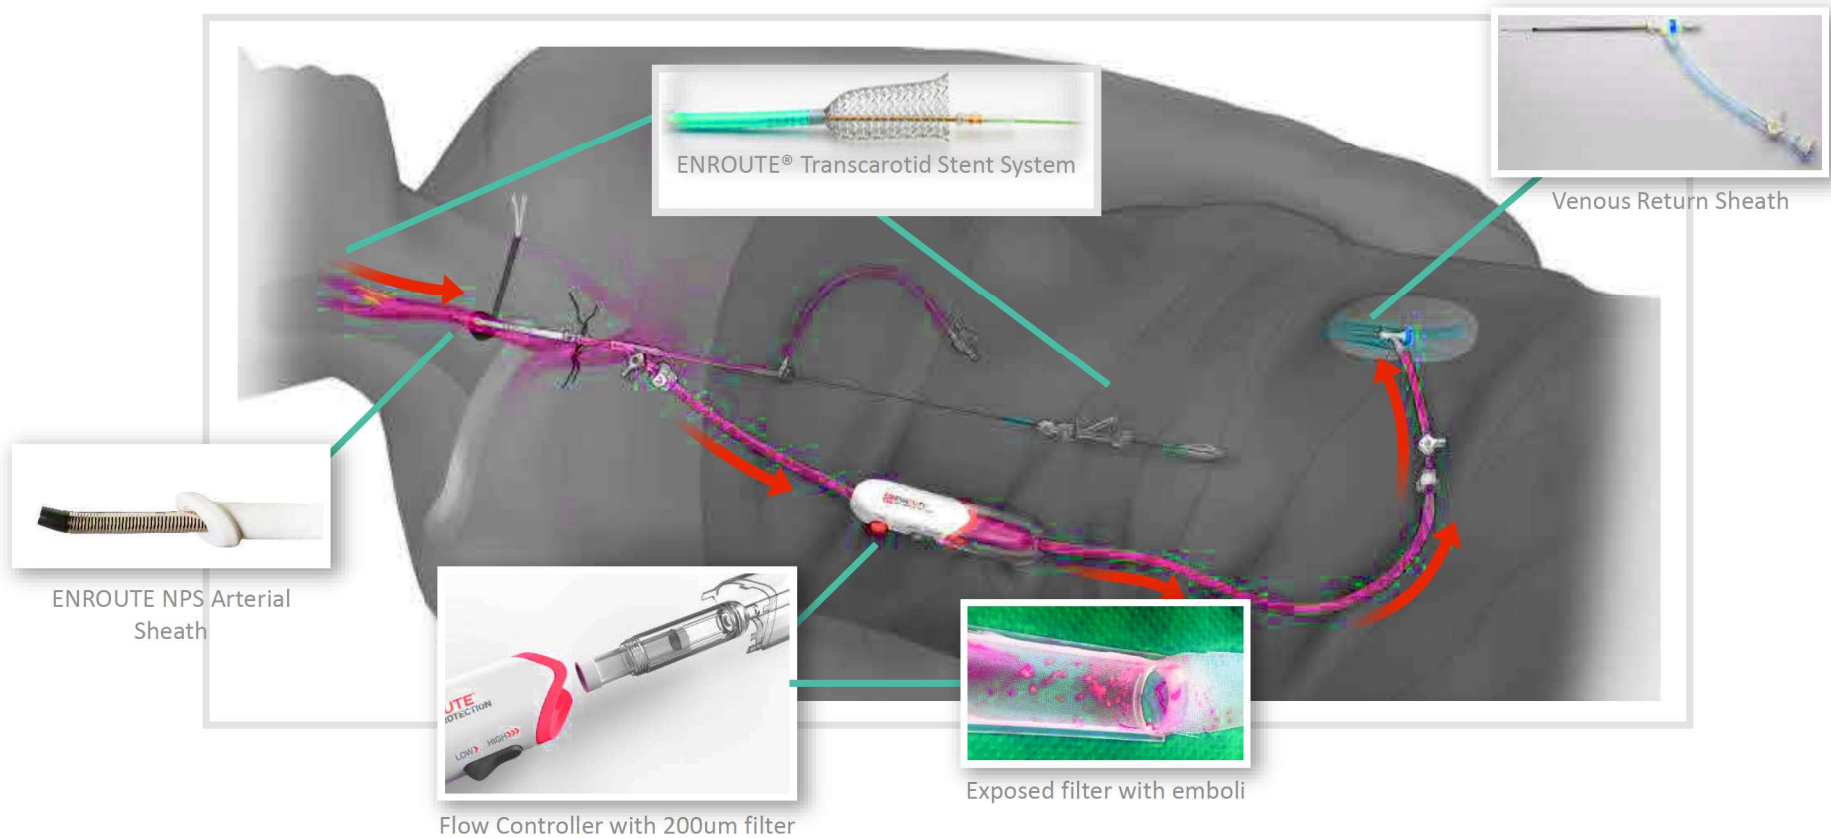 ENROUTE® Transcarotid Stent System
Venous Return Sheath
ENROUTE NPS Arterial
Sheath
UTE
OTECTION
LOW
HIGH
Exposed filter with emboli
Flow Controller with 200um filter